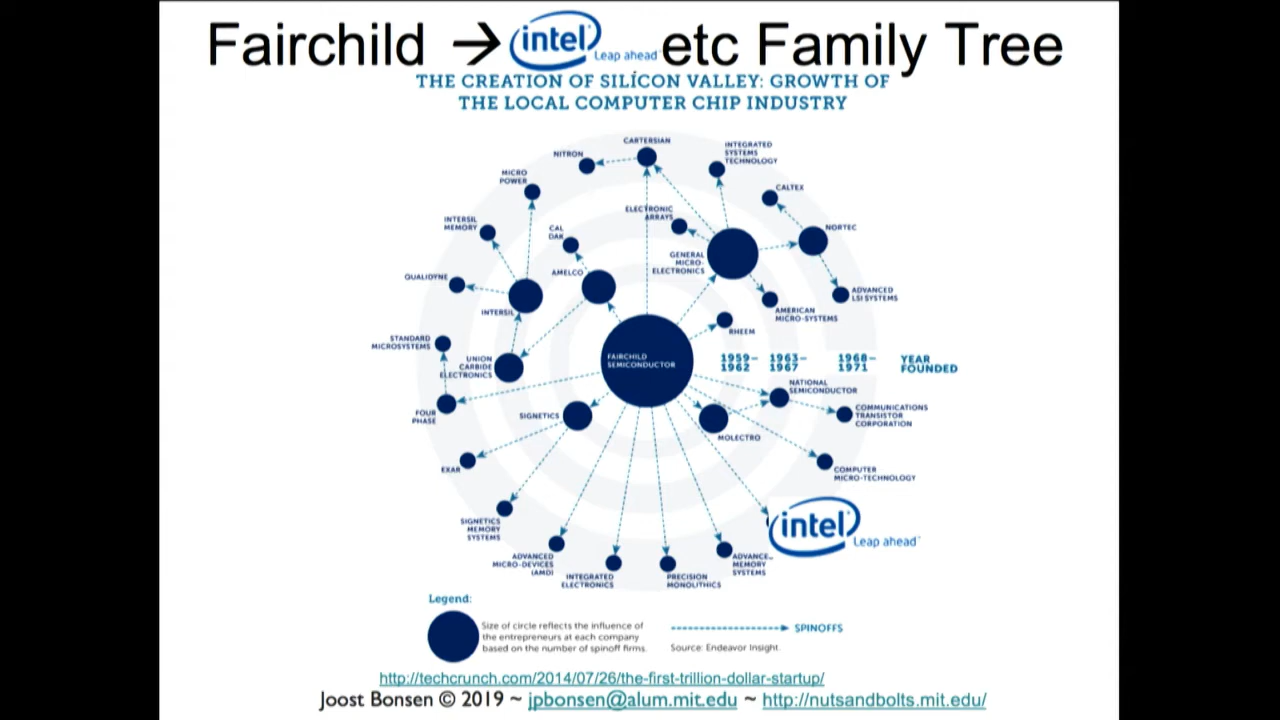 Fairchild → intel Leap ahead etc Family Tree
THE CREATION OF SILICON VALLEY: GROWTH OF
THE LOCAL COMPUTER CHIP INDUSTRY
CARTERSIAN
NITRON
INTEGRATED
SYSTEMS
TECHNOLOGY
MICRO
POWER
CALTEX
ELECTRONIC
ARRAYS
INTERSIL
MEMORY
CAL
DAK
NORTEC
GENERAL
MICRO-
ELECTRONICS
AMELCO
QUALIDYNE
ADVANCED
LSI SYSTEMS
INTERSIL
AMERICAN
MICRO-SYSTEMS
RHEEM
STANDARD
MICROSYSTEMS
UNION
CARBIDE
ELECTRONICS
FAIRCHILD
SEMICONDUCTOR
1959–
1962
1963–
1967
1968–
1971
YEAR
FOUNDED
NATIONAL
SEMICONDUCTOR
FOUR
PHASE
SIGNETICS
COMMUNICATIONS
TRANSISTOR
CORPORATION
MOLECTRO
EXAR
COMPUTER
MICRO-TECHNOLOGY
SIGNETICS
MEMORY
SYSTEMS
intel
Leap ahead
ADVANCED
MICRO-DEVICES
(AMD)
INTEGRATED
ELECTRONICS
PRECISION
MONOLITHICS
ADVANCE
MEMORY
SYSTEMS
Legend:
Size of circle reflects the influence of
the entrepreneurs at each company
based on the number of spinoff firms.
SPINOFFS
Source: Endeavor Insight.
http://techcrunch.com/2014/07/26/the-first-trillion-dollar-startup/
Joost Bonsen © 2019 ~ jpbonsen@alum.mit.edu ~ http://nutsandbolts.mit.edu/